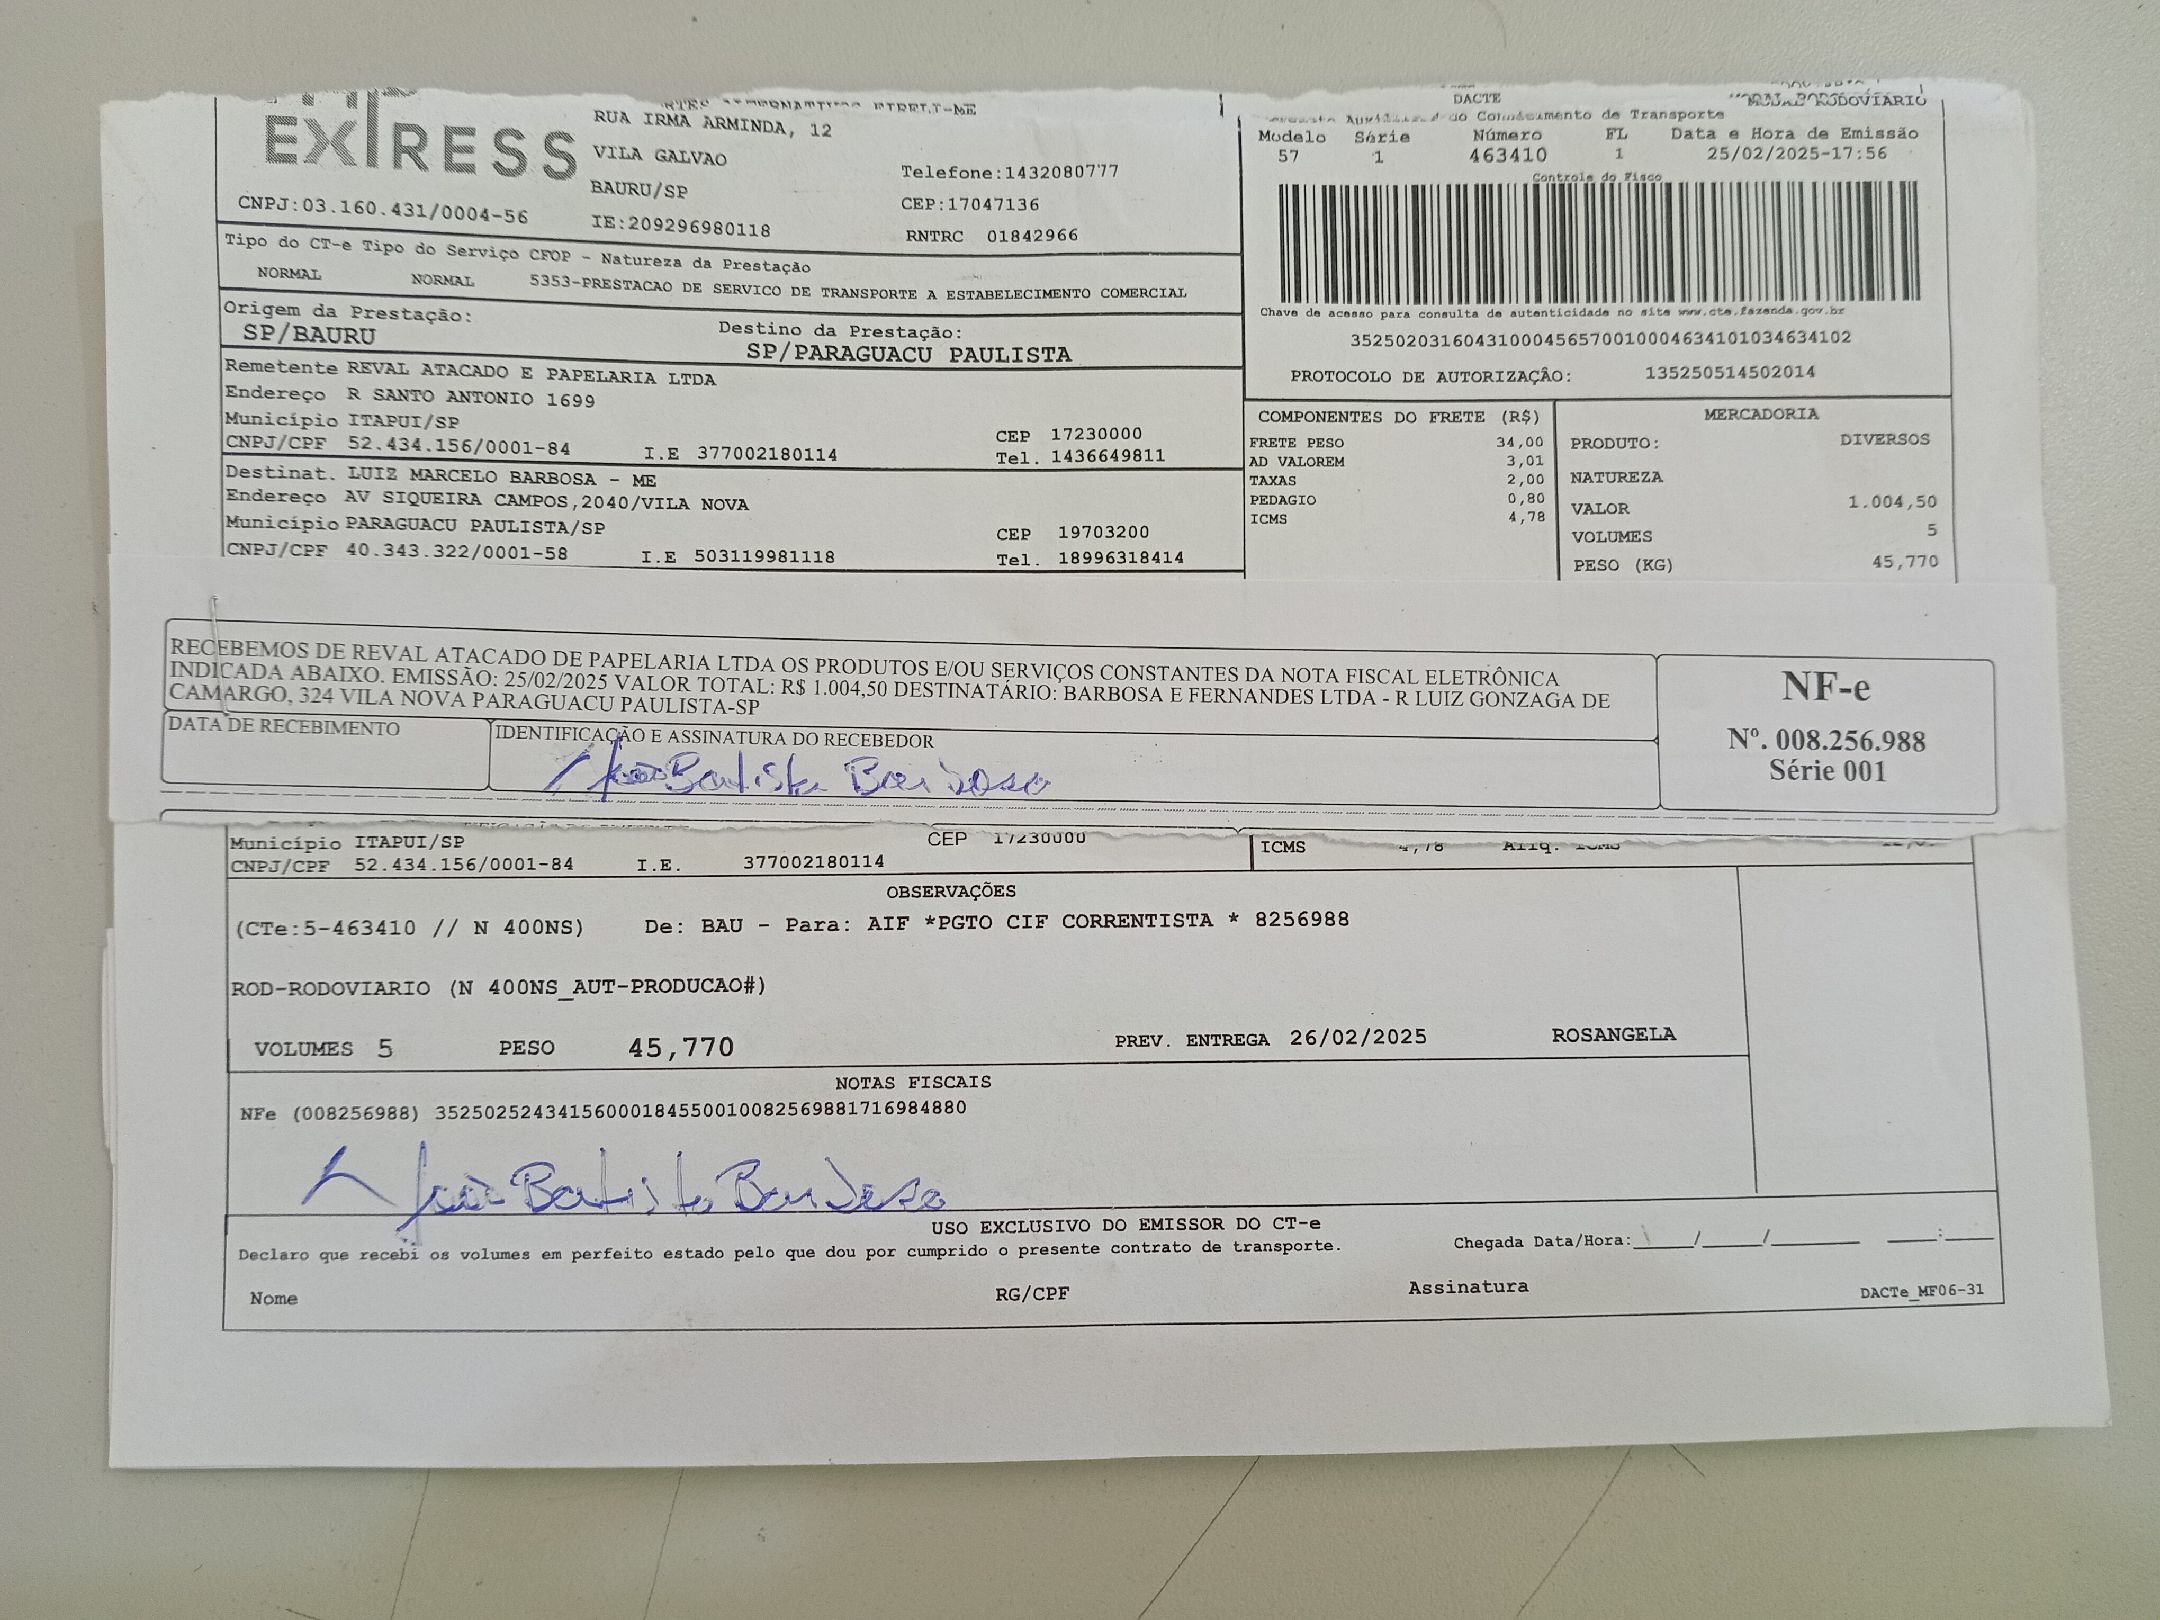 EXPRESS
RUA IRMA ARMINDA, 12
VILA GALVAO
BAURU/SP
Telefone:1432080777
CEP:17047136
CNPJ:03.160.431/0004-56
IE:209296980118
RNTRC 01842966
DACTE
Modelo Série Número FL Data e Hora de Emissão
57 1 463410 1 25/02/2025-17:56
Controle do Fisco
Chave de acesso para consulta de autenticidade no site www.cte.fazenda.gov.br
35250203160431000456570010004634101034634102
PROTOCOLO DE AUTORIZAÇÃO: 135250514502014
Tipo do CT-e Tipo do Serviço CFOP - Natureza da Prestação
NORMAL NORMAL 5353-PRESTACAO DE SERVICO DE TRANSPORTE A ESTABELECIMENTO COMERCIAL
Origem da Prestação: Destino da Prestação:
SP/BAURU SP/PARAGUACU PAULISTA
Remetente REVAL ATACADO E PAPELARIA LTDA
Endereço R SANTO ANTONIO 1699
Município ITAPUI/SP CEP 17230000
CNPJ/CPF 52.434.156/0001-84 I.E 377002180114 Tel. 1436649811
Destinat. LUIZ MARCELO BARBOSA - ME
Endereço AV SIQUEIRA CAMPOS,2040/VILA NOVA
Município PARAGUACU PAULISTA/SP CEP 19703200
CNPJ/CPF 40.343.322/0001-58 I.E 503119981118 Tel. 18996318414
COMPONENTES DO FRETE (R$)
FRETE PESO 34,00
AD VALOREM 3,01
TAXAS 2,00
PEDAGIO 0,80
ICMS 4,78
MERCADORIA
PRODUTO: DIVERSOS
NATUREZA
VALOR 1.004,50
VOLUMES 5
PESO (KG) 45,770
RECEBEMOS DE REVAL ATACADO DE PAPELARIA LTDA OS PRODUTOS E/OU SERVIÇOS CONSTANTES DA NOTA FISCAL ELETRÔNICA
INDICADA ABAIXO. EMISSÃO: 25/02/2025 VALOR TOTAL: R$ 1.004,50 DESTINATÁRIO: BARBOSA E FERNANDES LTDA - R LUIZ GONZAGA DE
CAMARGO, 324 VILA NOVA PARAGUACU PAULISTA-SP
DATA DE RECEBIMENTO
IDENTIFICAÇÃO E ASSINATURA DO RECEBEDOR
João Batista Barbosa
NF-e
Nº. 008.256.988
Série 001
Município ITAPUI/SP CEP 17230000
CNPJ/CPF 52.434.156/0001-84 I.E. 377002180114
ICMS 4,78 Aliq. ICMS
OBSERVAÇÕES
(CTe:5-463410 // N 400NS) De: BAU - Para: AIF *PGTO CIF CORRENTISTA * 8256988
ROD-RODOVIARIO (N 400NS_AUT-PRODUCAO#)
VOLUMES 5 PESO 45,770 PREV. ENTREGA 26/02/2025 ROSANGELA
NOTAS FISCAIS
NFe (008256988) 35250252434156000184550010082569881716984880
João Batista Barbosa
USO EXCLUSIVO DO EMISSOR DO CT-e
Declaro que recebi os volumes em perfeito estado pelo que dou por cumprido o presente contrato de transporte.
Chegada Data/Hora:____/____/______ ____:____
Nome RG/CPF Assinatura
DACTe_MF06-31